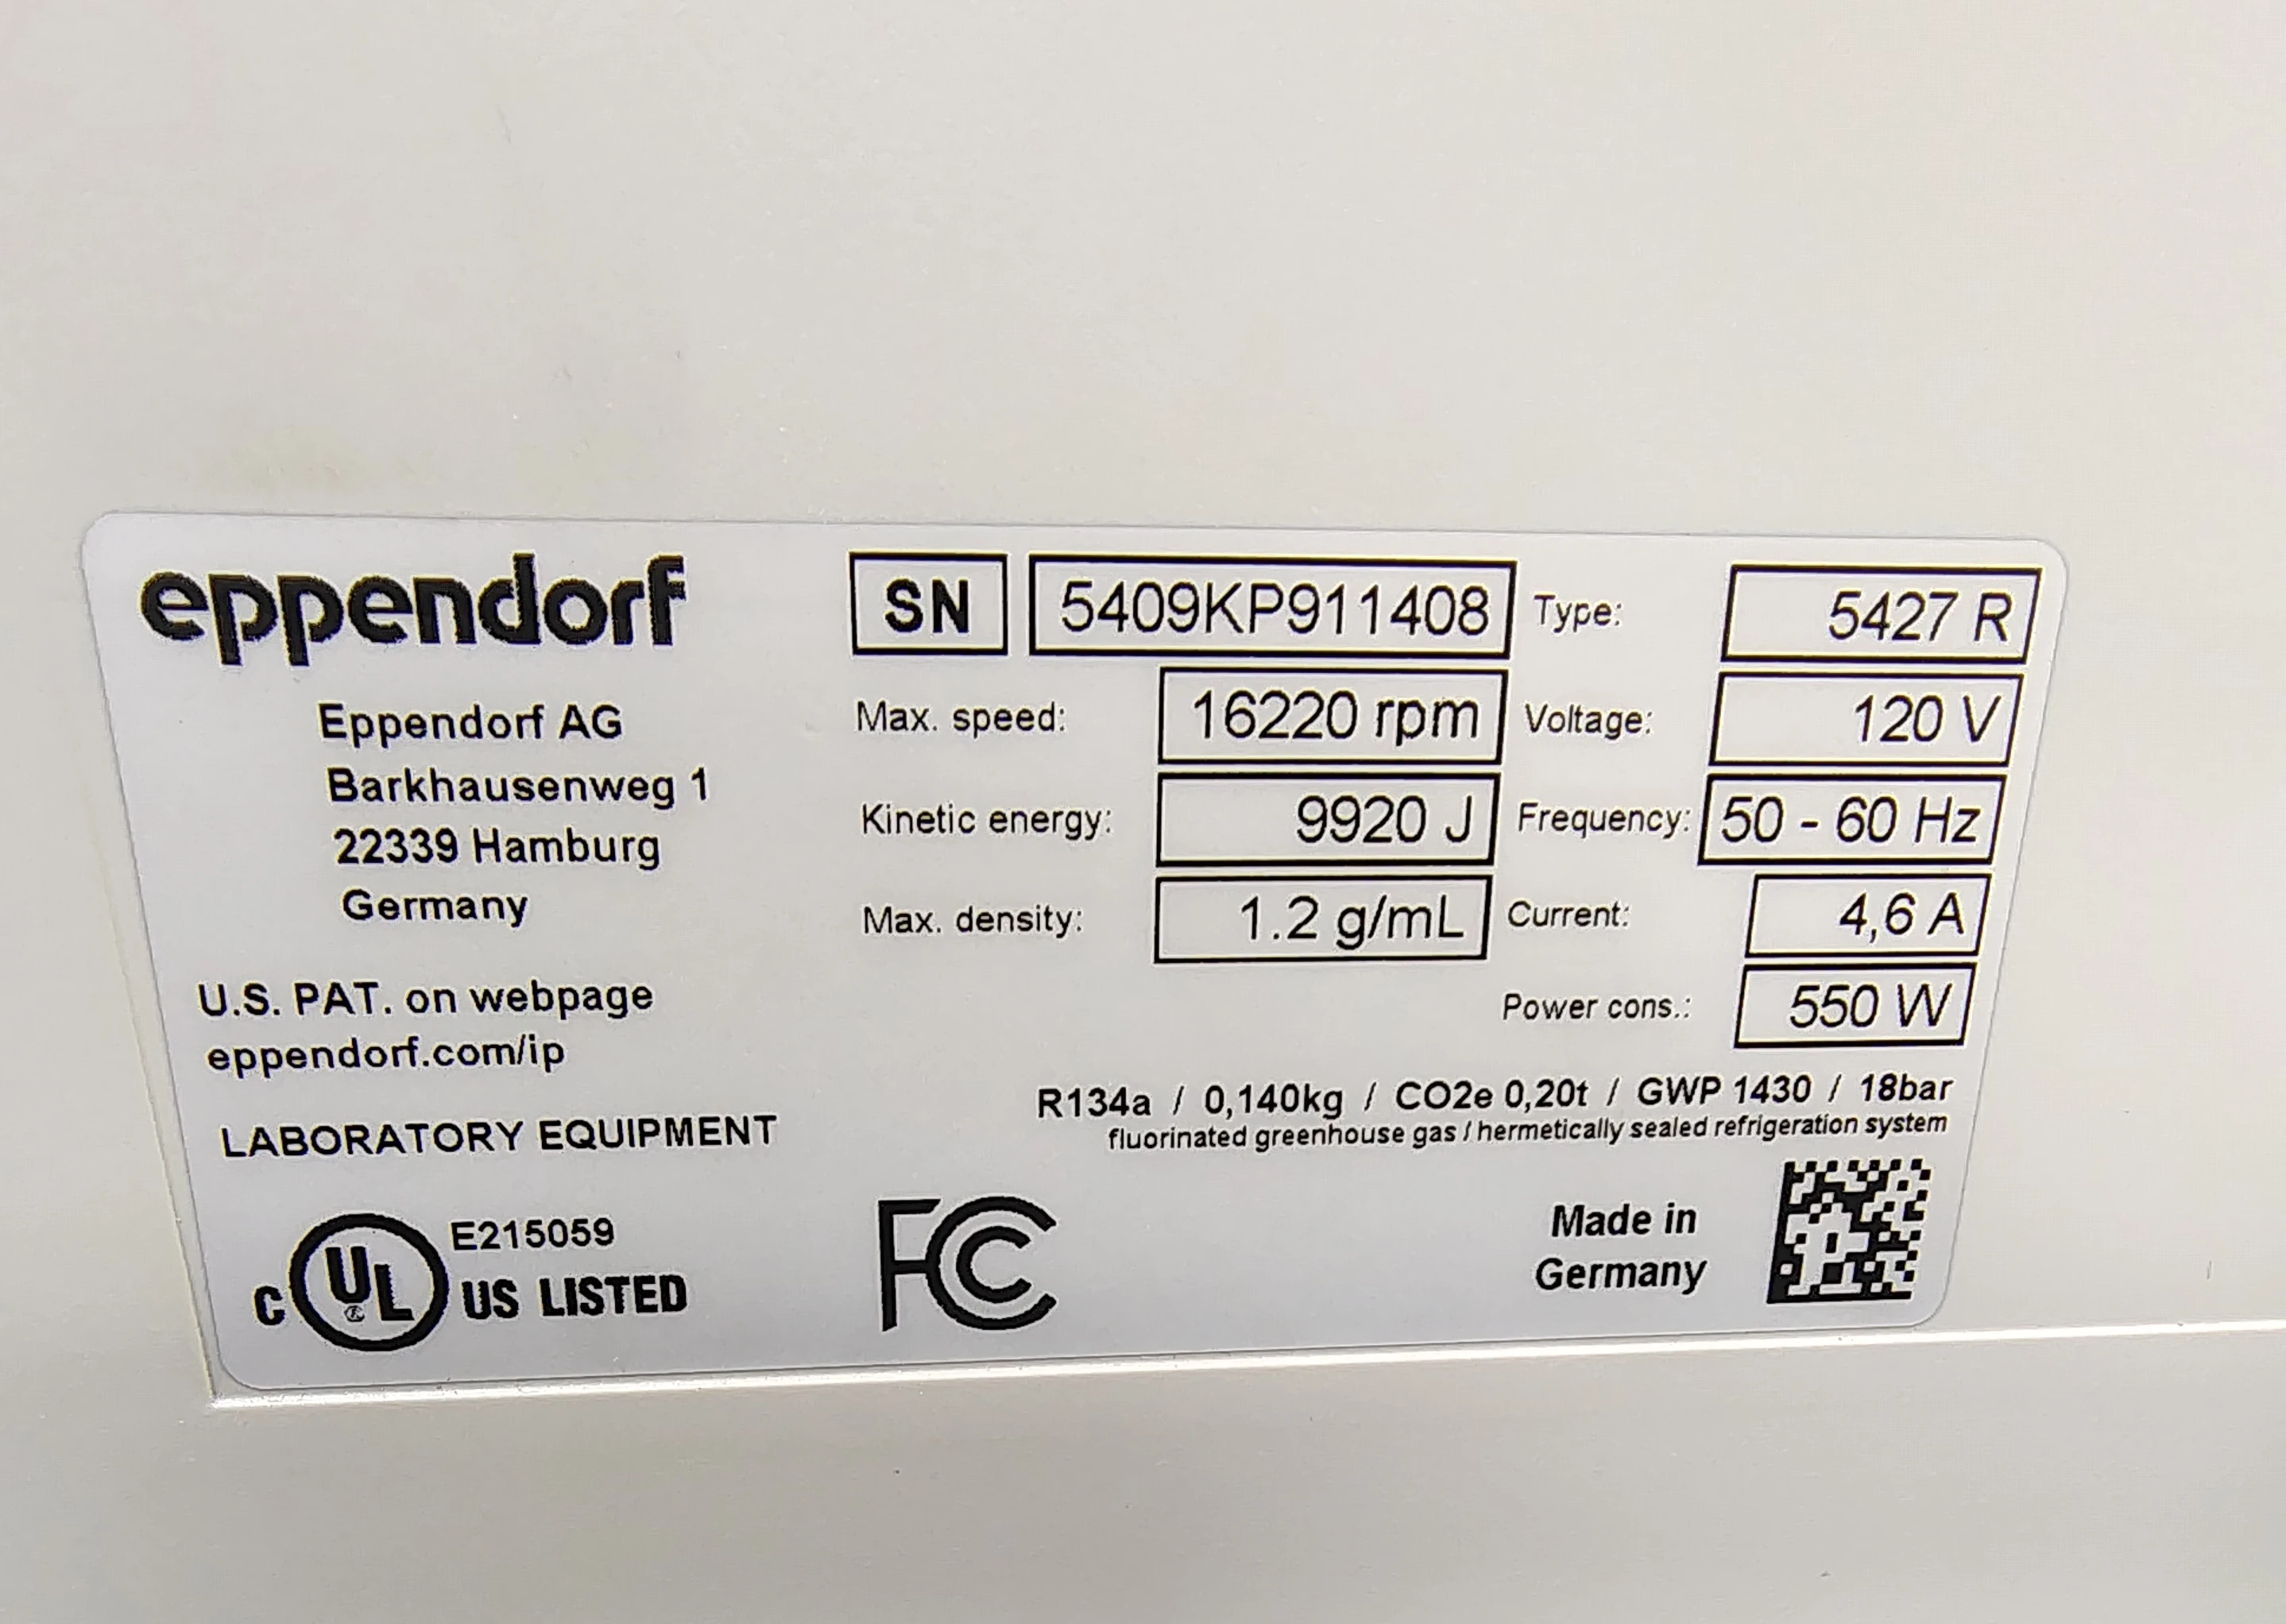 eppendorf
Eppendorf AG
Barkhausenweg 1
22339 Hamburg
Germany
U.S. PAT. on webpage
eppendorf.com/ip
LABORATORY EQUIPMENT
C UL E215059
US LISTED
SN 5409KP911408 Type: 5427 R
Max. speed: 16220 rpm Voltage: 120 V
Kinetic energy: 9920 J Frequency: 50 - 60 Hz
Max. density: 1.2 g/mL Current: 4,6 A
Power cons.: 550 W
R134a / 0,140kg / CO2e 0,20t / GWP 1430 / 18bar
fluorinated greenhouse gas / hermetically sealed refrigeration system
FC
Made in
Germany